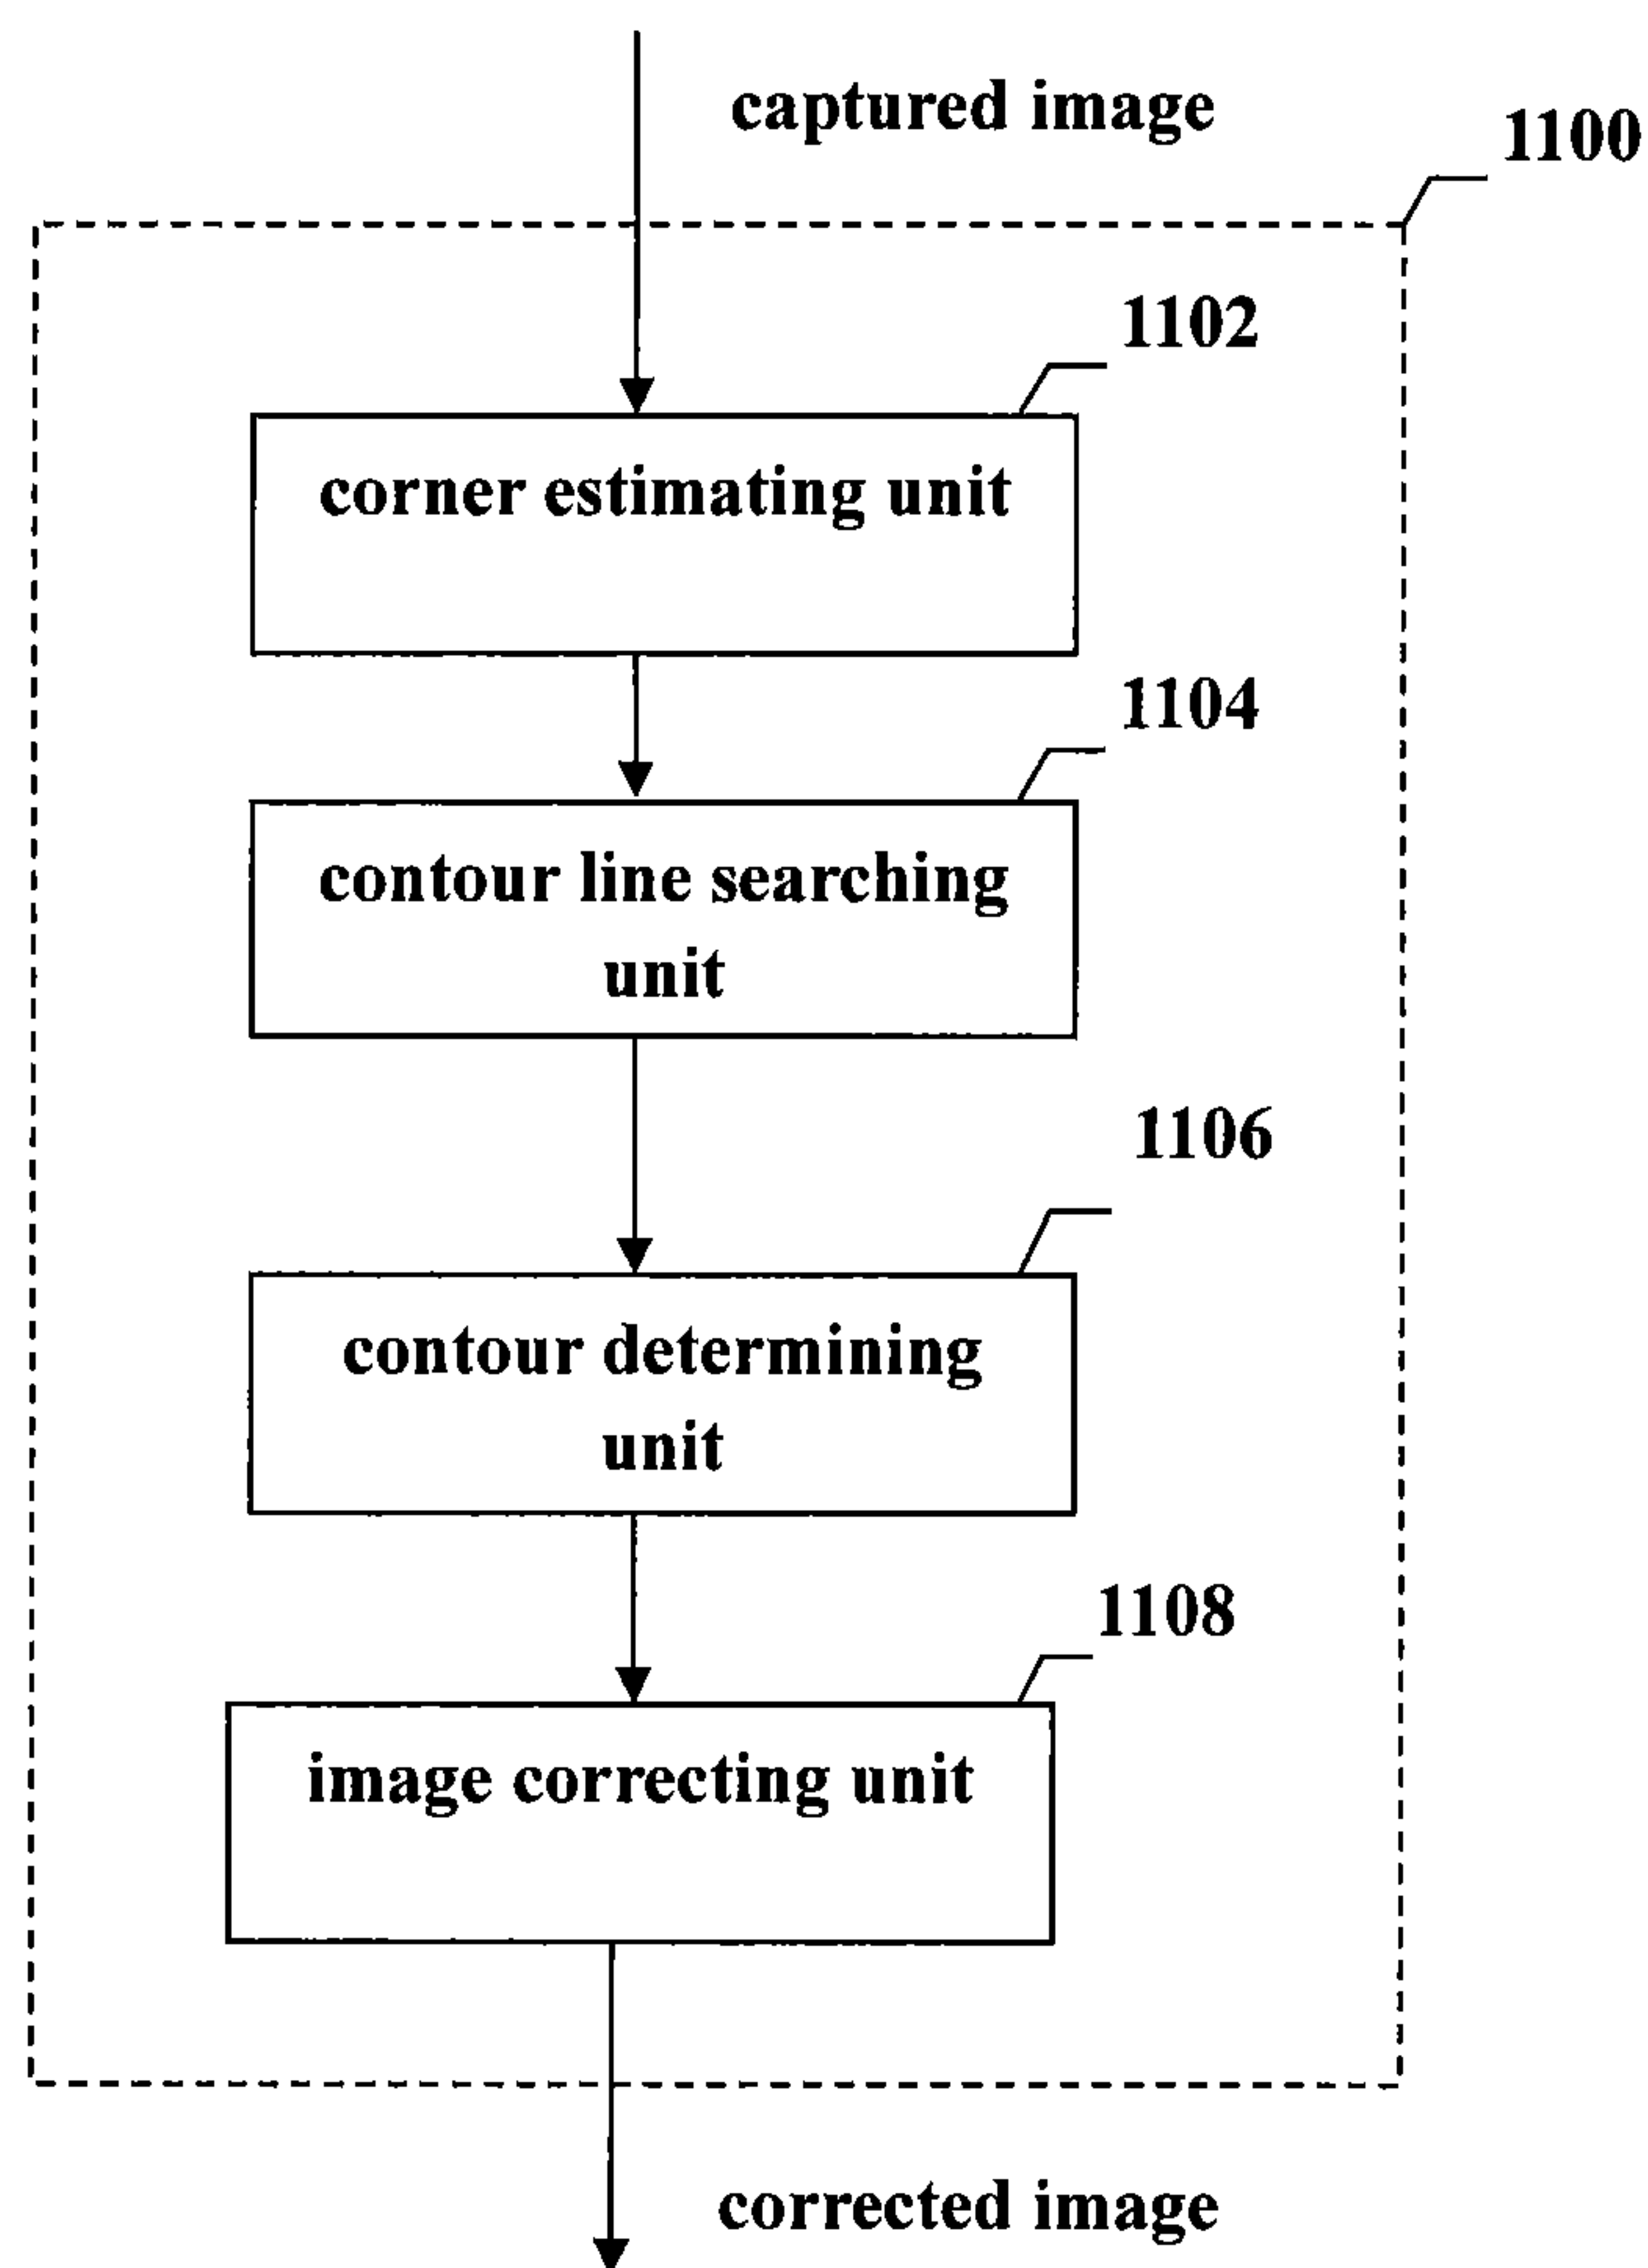 captured image
1100
1102
corner estimating unit
1104
contour line searching
unit
1106
contour determining
unit
1108
image correcting unit
corrected image